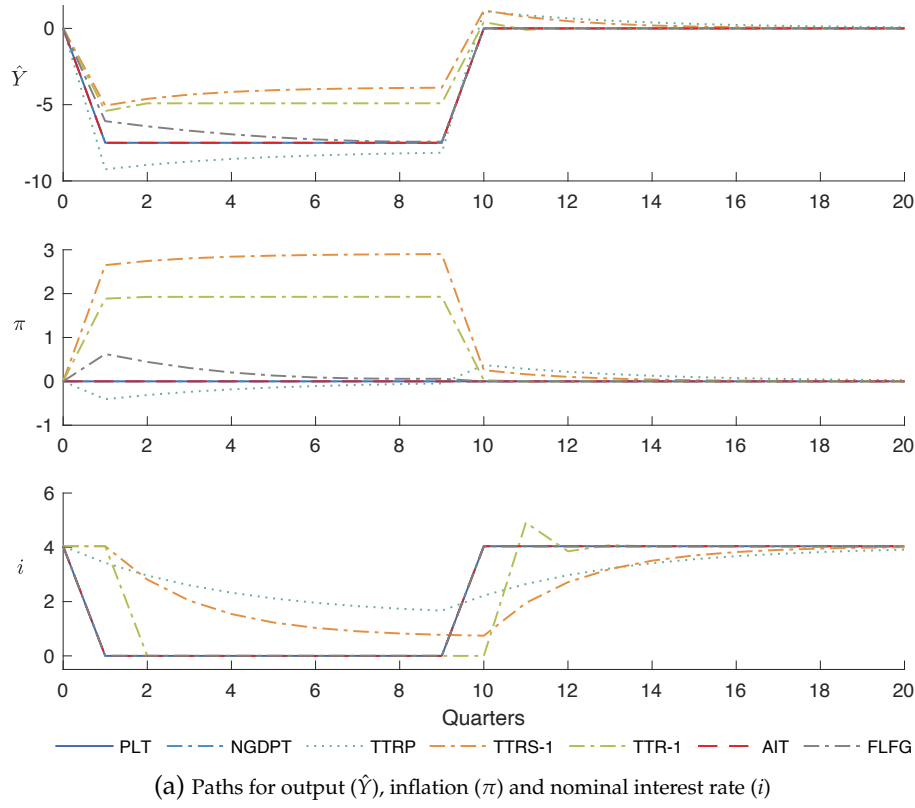 0
Ŷ
-5
-10
0 2 4 6 8 10 12 14 16 18 20
3
2
π
1
0
-1
0 2 4 6 8 10 12 14 16 18 20
6
4
i
2
0
0 2 4 6 8 10 12 14 16 18 20
Quarters
PLT NGDPT TTRP TTRS-1 TTR-1 AIT FLFG
(a) Paths for output (Ŷ), inflation (π) and nominal interest rate (i)